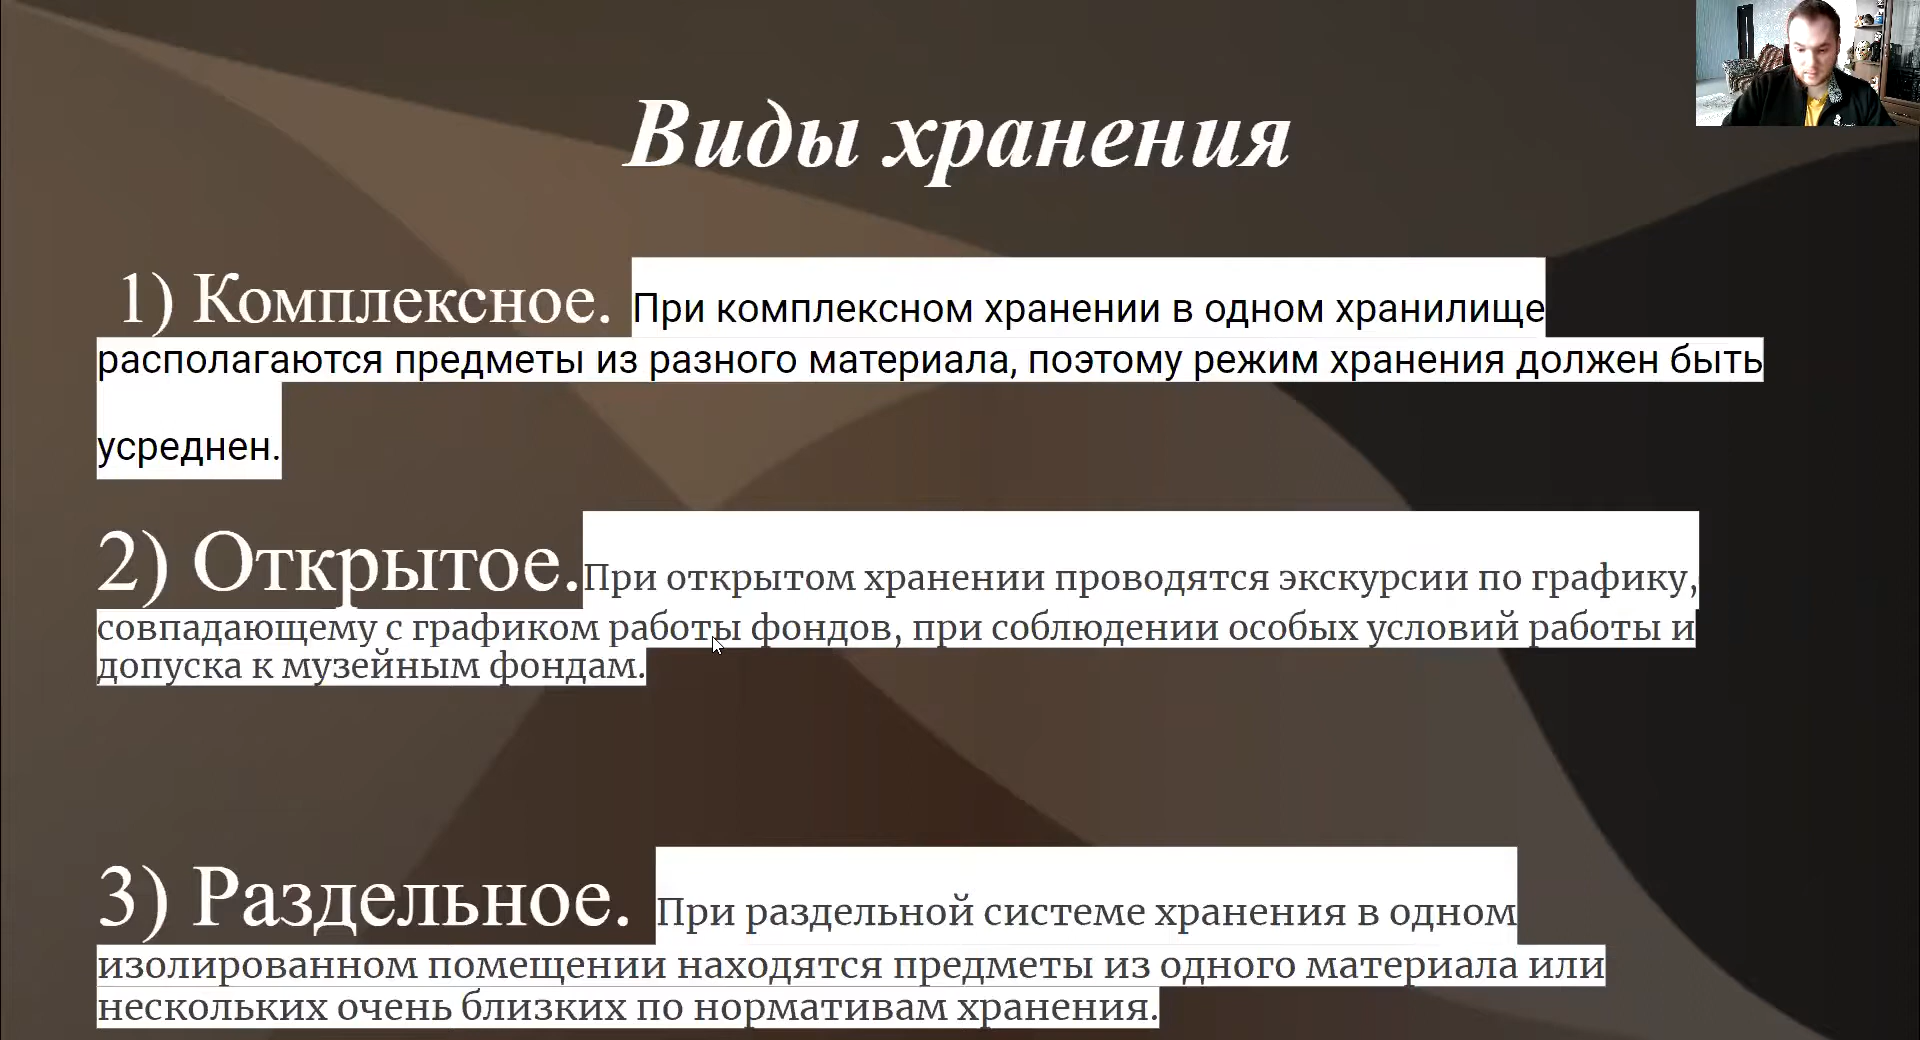 Виды хранения
1) Комплексное. При комплексном хранении в одном хранилище
располагаются предметы из разного материала, поэтому режим хранения должен быть
усреднен.
2) Открытое. При открытом хранении проводятся экскурсии по графику,
совпадающему с графиком работы фондов, при соблюдении особых условий работы и
допуска к музейным фондам.
3) Раздельное. При раздельной системе хранения в одном
изолированном помещении находятся предметы из одного материала или
нескольких очень близких по нормативам хранения.